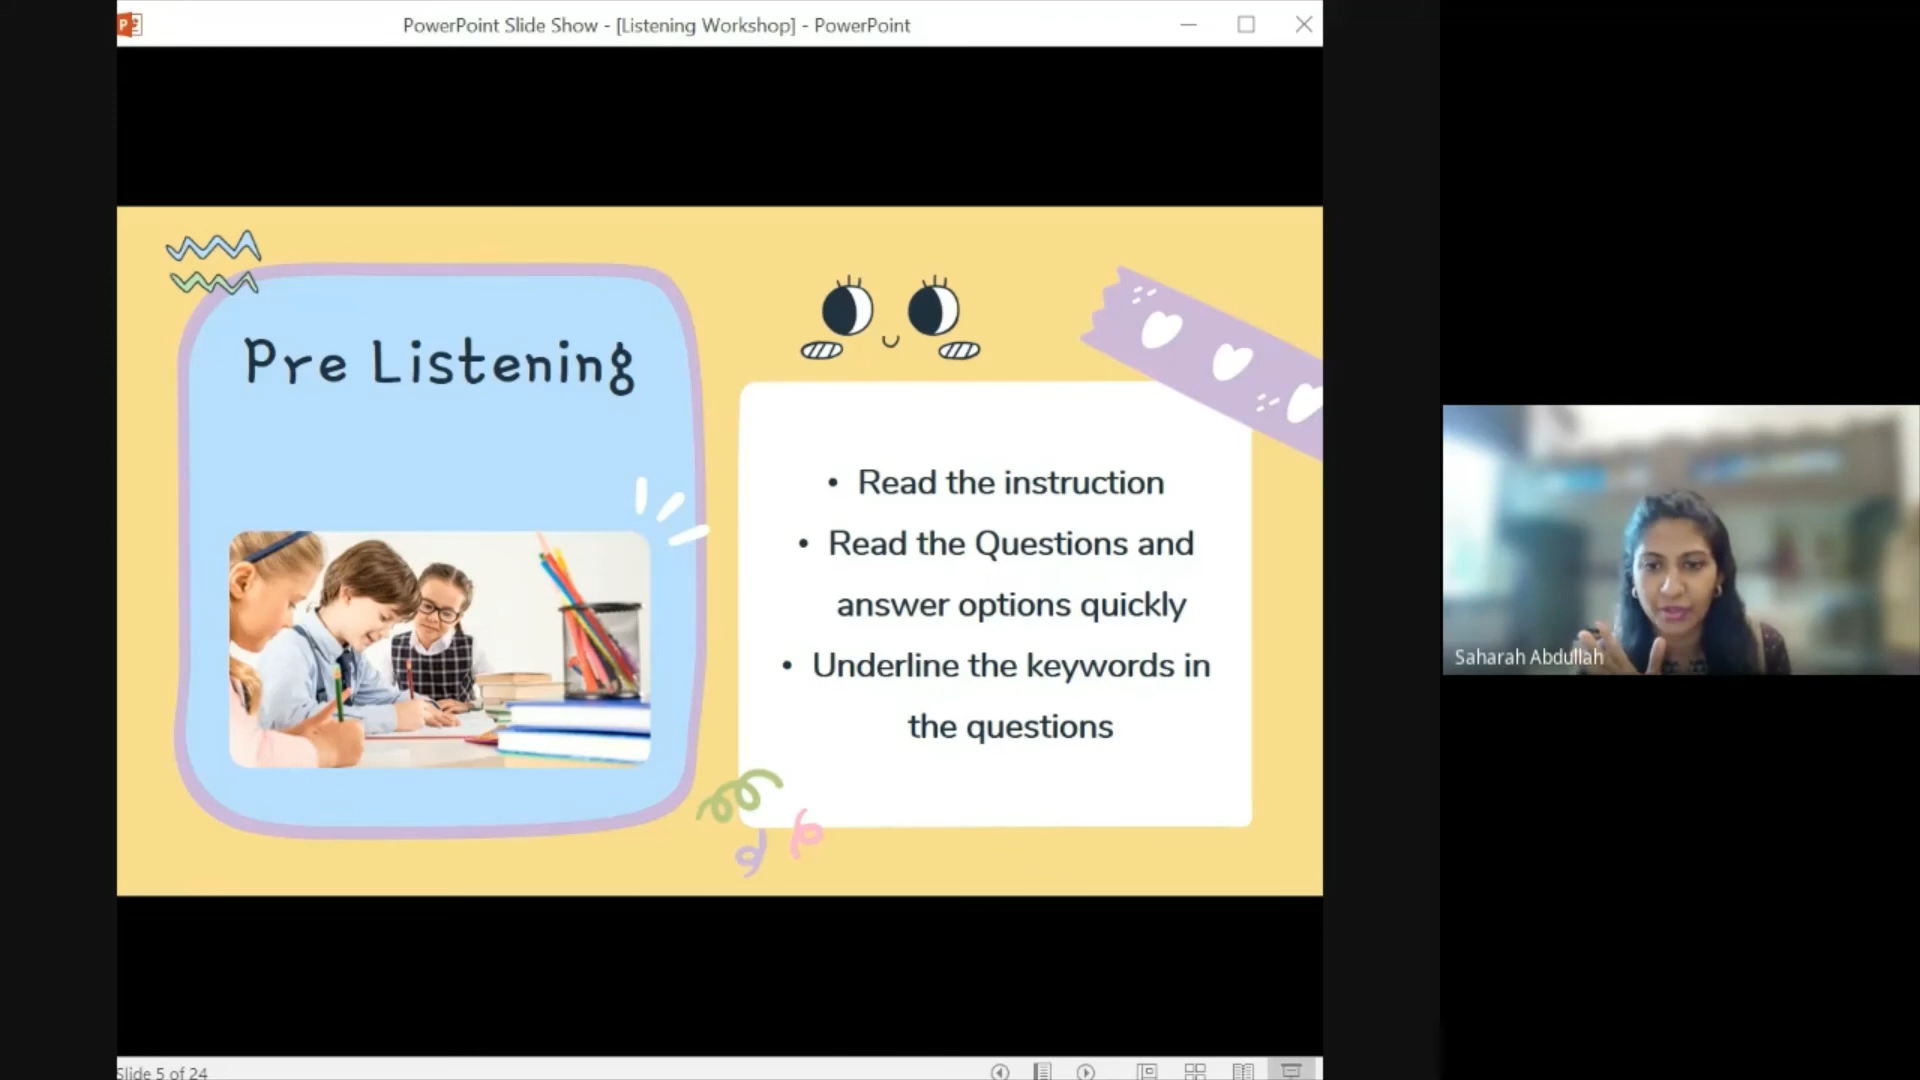 PowerPoint Slide Show - [Listening Workshop] - PowerPoint
Pre Listening
• Read the instruction
• Read the Questions and
answer options quickly
• Underline the keywords in
the questions
Saharah Abdullah
Slide 5 of 24